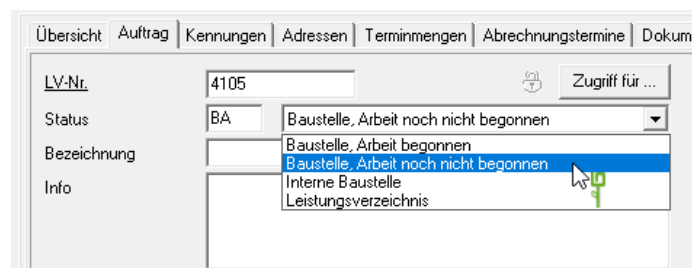 Übersicht Auftrag Kennungen Adressen Terminmengen Abrechnungstermine Dokum
LV-Nr. 4105 Zugriff für ...
Status BA Baustelle, Arbeit noch nicht begonnen
Baustelle, Arbeit begonnen
Bezeichnung
Baustelle, Arbeit noch nicht begonnen
Info
Interne Baustelle
Leistungsverzeichnis